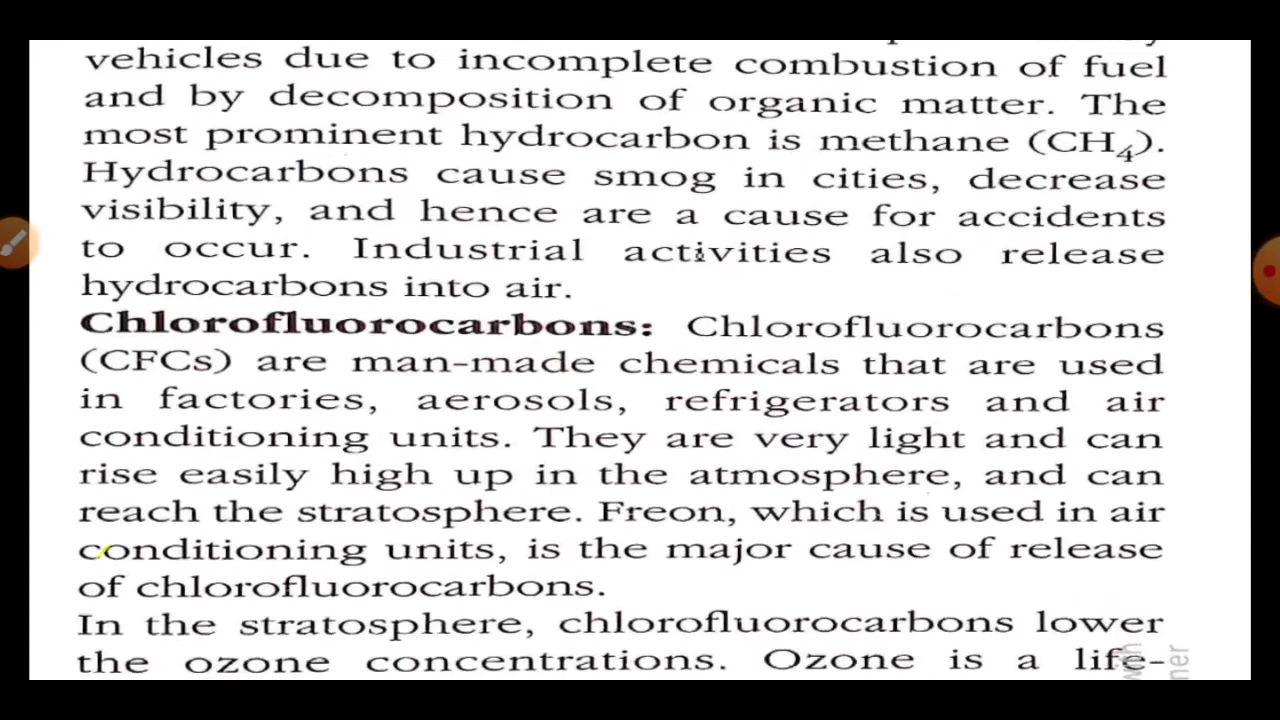 vehicles due to incomplete combustion of fuel
and by decomposition of organic matter. The
most prominent hydrocarbon is methane (CH₄).
Hydrocarbons cause smog in cities, decrease
visibility, and hence are a cause for accidents
to occur. Industrial activities also release
hydrocarbons into air.
Chlorofluorocarbons: Chlorofluorocarbons
(CFCs) are man-made chemicals that are used
in factories, aerosols, refrigerators and air
conditioning units. They are very light and can
rise easily high up in the atmosphere, and can
reach the stratosphere. Freon, which is used in air
conditioning units, is the major cause of release
of chlorofluorocarbons.
In the stratosphere, chlorofluorocarbons lower
the ozone concentrations. Ozone is a life-